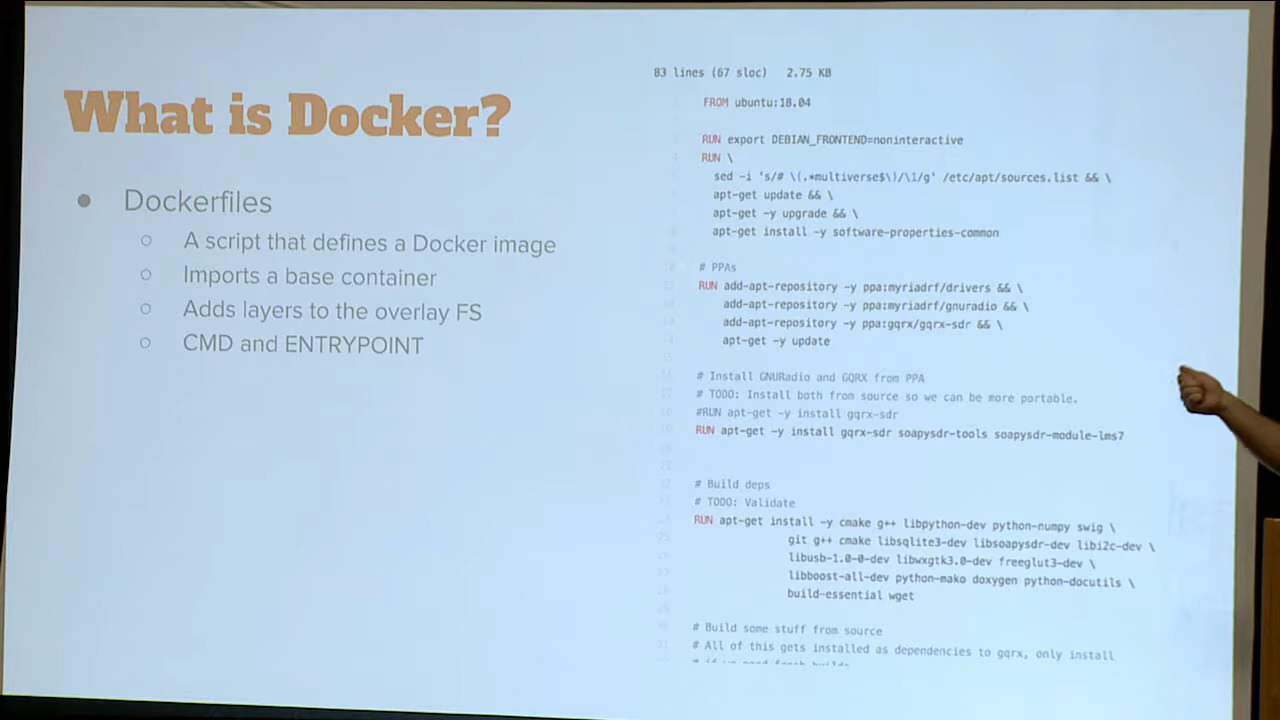 What is Docker?
● Dockerfiles
○ A script that defines a Docker image
○ Imports a base container
○ Adds layers to the overlay FS
○ CMD and ENTRYPOINT
83 lines (67 sloc) 2.75 KB
FROM ubuntu:18.04
RUN export DEBIAN_FRONTEND=noninteractive
RUN \
sed -i 's/# \(.*multiverse$\)/\1/g' /etc/apt/sources.list && \
apt-get update && \
apt-get -y upgrade && \
apt-get install -y software-properties-common
# PPAs
RUN add-apt-repository -y ppa:myriadrf/drivers && \
add-apt-repository -y ppa:myriadrf/gnuradio && \
add-apt-repository -y ppa:gqrx/gqrx-sdr && \
apt-get -y update
# Install GNURadio and GQRX from PPA
# TODO: Install both from source so we can be more portable.
#RUN apt-get -y install gqrx-sdr
RUN apt-get -y install gqrx-sdr soapysdr-tools soapysdr-module-lms7
# Build deps
# TODO: Validate
RUN apt-get install -y cmake g++ libpython-dev python-numpy swig \
git g++ cmake libsqlite3-dev libsoapysdr-dev libi2c-dev \
libusb-1.0-0-dev libwxgtk3.0-dev freeglut3-dev \
libboost-all-dev python-mako doxygen python-docutils \
build-essential wget
# Build some stuff from source
# All of this gets installed as dependencies to gqrx, only install